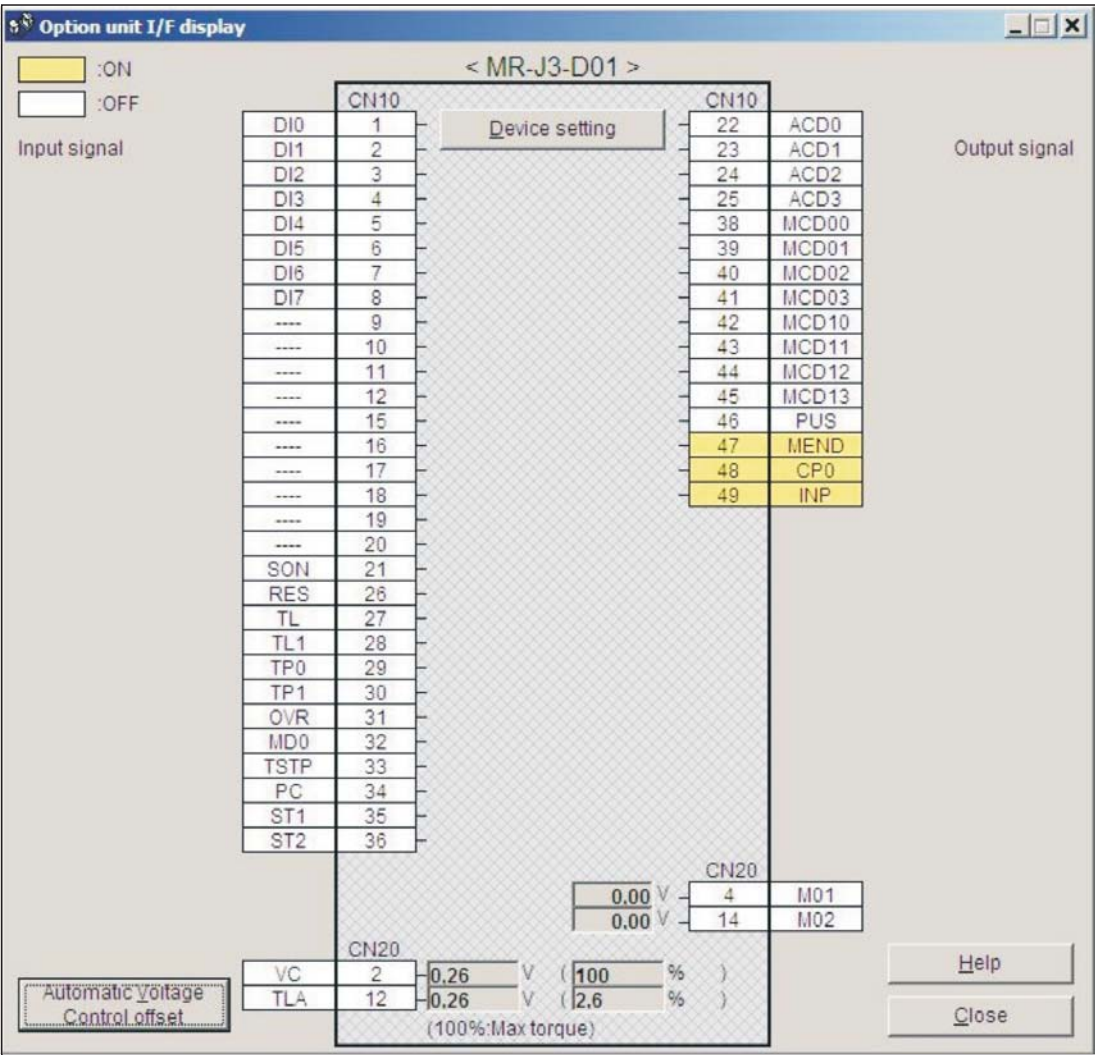 Option unit I/F display
:ON
< MR-J3-D01 >
:OFF
CN10
CN10
Device setting
Input signal
Output signal
DI0 1 22 ACD0
DI1 2 23 ACD1
DI2 3 24 ACD2
DI3 4 25 ACD3
DI4 5 38 MCD00
DI5 6 39 MCD01
DI6 7 40 MCD02
DI7 8 41 MCD03
---- 9 42 MCD10
---- 10 43 MCD11
---- 11 44 MCD12
---- 12 45 MCD13
---- 15 46 PUS
---- 16 47 MEND
---- 17 48 CP0
---- 18 49 INP
---- 19
---- 20
SON 21
RES 26
TL 27
TL1 28
TP0 29
TP1 30
OVR 31
MD0 32
TSTP 33
PC 34
ST1 35
ST2 36
CN20
0.00 V 4 M01
0.00 V 14 M02
CN20
VC 2 0.26 V ( 100 % )
TLA 12 0.26 V ( 2.6 % )
(100%:Max torque)
Automatic Voltage
Control offset
Help
Close